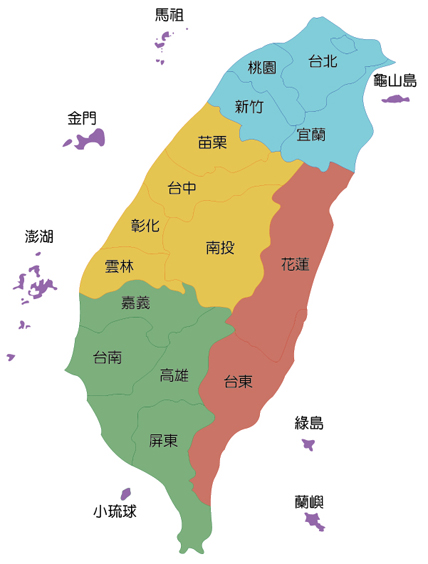 馬祖
台北
桃園
龜山島
新竹
金門
宜蘭
苗栗
台中
彰化
澎湖
南投
花蓮
雲林
嘉義
台南
高雄
台東
綠島
屏東
蘭嶼
小琉球